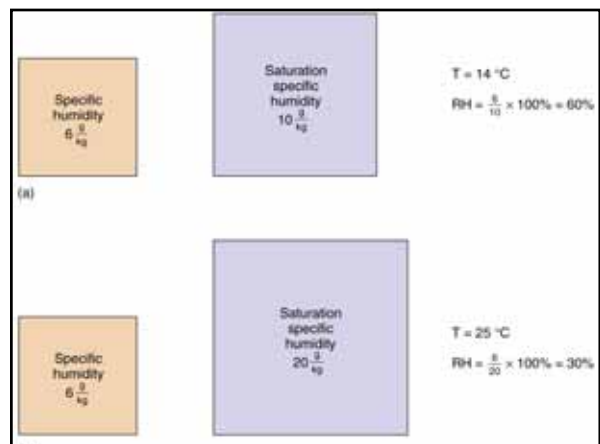 Specific
humidity
6 g/kg
Saturation
specific
humidity
10 g/kg
T = 14 °C
RH = 6/10 × 100% = 60%
(a)
Specific
humidity
6 g/kg
Saturation
specific
humidity
20 g/kg
T = 25 °C
RH = 6/20 × 100% = 30%